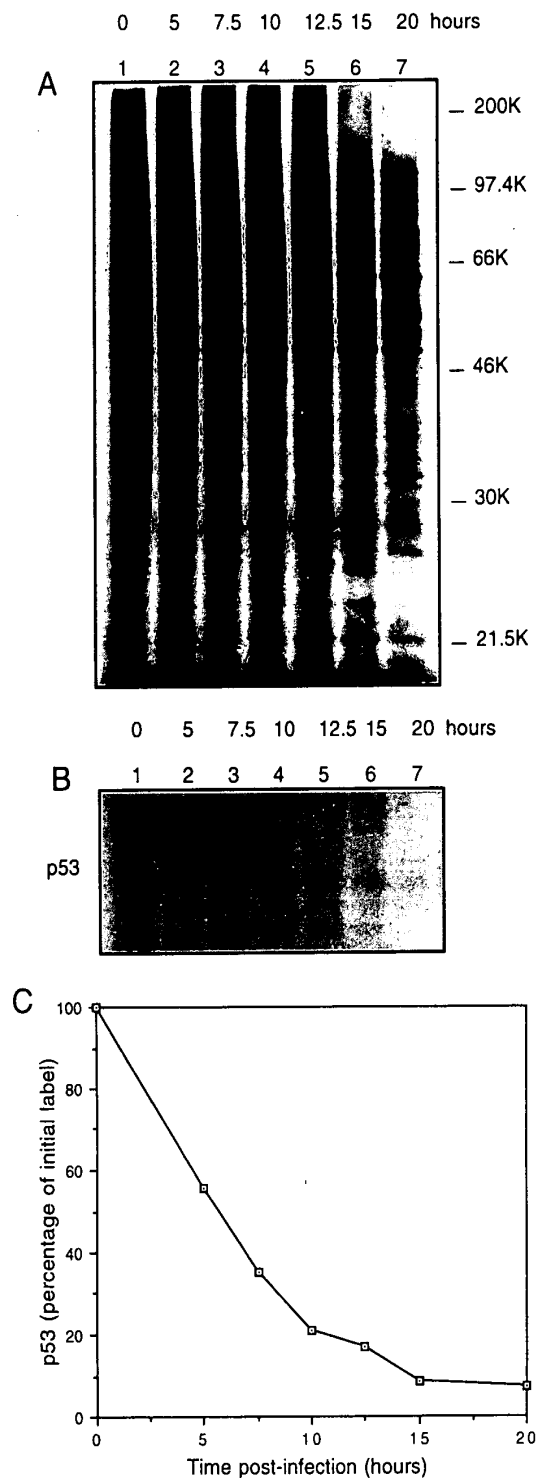 0 5 7.5 10 12.5 15 20 hours
A
1 2 3 4 5 6 7
200K
97.4K
66K
46K
30K
21.5K
0 5 7.5 10 12.5 15 20 hours
B
1 2 3 4 5 6 7
p53
C
100
80
60
40
20
0
p53 (percentage of initial label)
0 5 10 15 20
Time post-infection (hours)